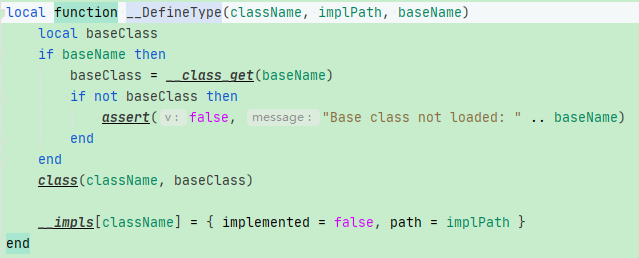 local function __DefineType(className, implPath, baseName)
    local baseClass
    if baseName then
        baseClass = __class_get(baseName)
        if not baseClass then
            assert( v: false, message: "Base class not loaded: " .. baseName)
        end
    end
    class(className, baseClass)

    __impls[className] = { implemented = false, path = implPath }
end